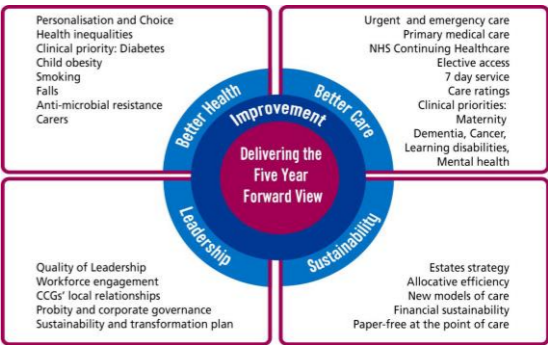 Personalisation and Choice
Health inequalities
Clinical priority: Diabetes
Child obesity
Smoking
Falls
Anti-microbial resistance
Carers
Urgent and emergency care
Primary medical care
NHS Continuing Healthcare
Elective access
7 day service
Care ratings
Clinical priorities:
Maternity
Dementia, Cancer,
Learning disabilities,
Mental health
Better Health
Better Care
Improvement
Delivering the
Five Year
Forward View
Leadership
Sustainability
Quality of Leadership
Workforce engagement
CCGs' local relationships
Probity and corporate governance
Sustainability and transformation plan
Estates strategy
Allocative efficiency
New models of care
Financial sustainability
Paper-free at the point of care